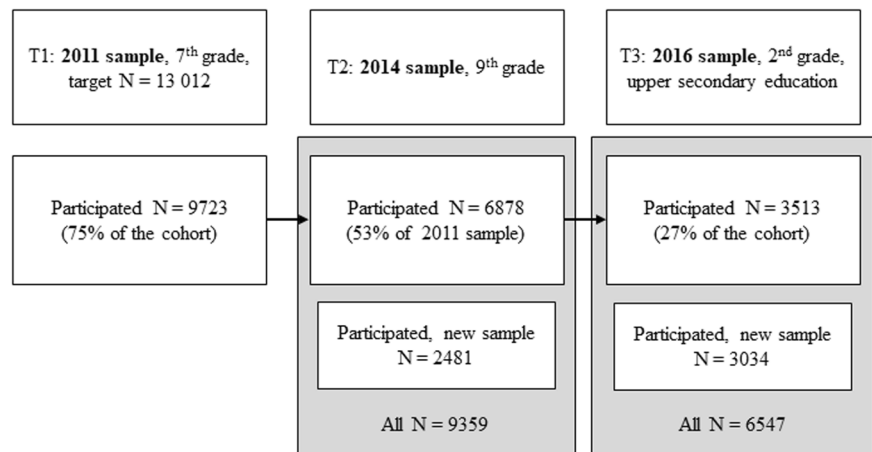 T1: 2011 sample, 7th grade,
target N = 13 012
T2: 2014 sample, 9th grade
T3: 2016 sample, 2nd grade,
upper secondary education
Participated N = 9723
(75% of the cohort)
Participated N = 6878
(53% of 2011 sample)
Participated N = 3513
(27% of the cohort)
Participated, new sample
N = 2481
Participated, new sample
N = 3034
All N = 9359
All N = 6547